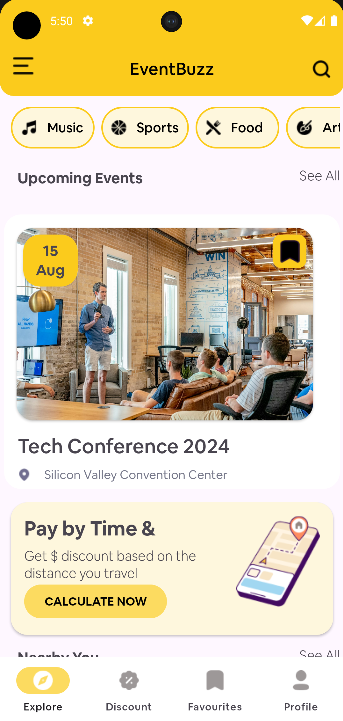 5:50
EventBuzz
Music Sports Food Art
Upcoming Events See All
15
Aug
WIN
Tech Conference 2024
Silicon Valley Convention Center
Pay by Time &
Get $ discount based on the
distance you travel
CALCULATE NOW
Nearby You See All
Explore Discount Favourites Profile